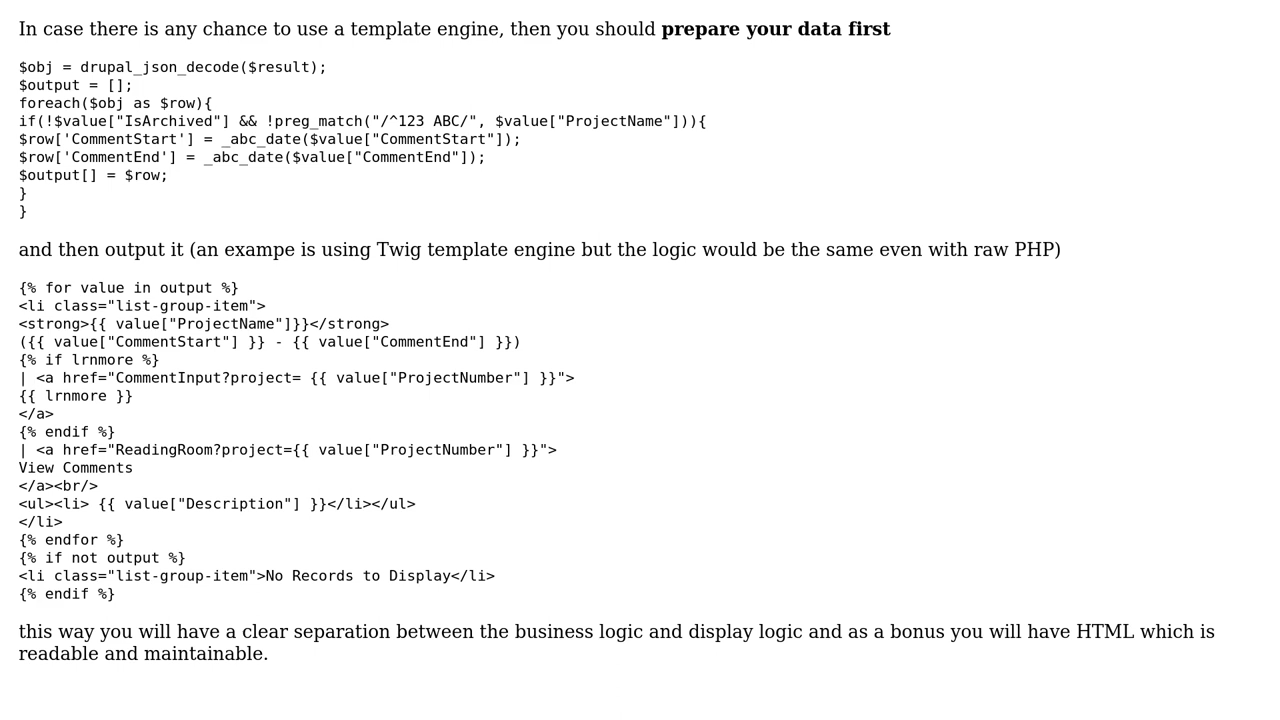 In case there is any chance to use a template engine, then you should prepare your data first
$obj = drupal_json_decode($result);
$output = [];
foreach($obj as $row){
if(!$value["IsArchived"] && !preg_match("/^123 ABC/", $value["ProjectName"])){
$row['CommentStart'] = _abc_date($value["CommentStart"]);
$row['CommentEnd'] = _abc_date($value["CommentEnd"]);
$output[] = $row;
}
}
and then output it (an exampe is using Twig template engine but the logic would be the same even with raw PHP)
{% for value in output %}
<li class="list-group-item">
<strong>{{ value["ProjectName"]}}</strong>
({{ value["CommentStart"] }} - {{ value["CommentEnd"] }})
{% if lrnmore %}
| <a href="CommentInput?project= {{ value["ProjectNumber"] }}">
{{ lrnmore }}
</a>
{% endif %}
| <a href="ReadingRoom?project={{ value["ProjectNumber"] }}">
View Comments
</a><br/>
<ul><li> {{ value["Description"] }}</li></ul>
</li>
{% endfor %}
{% if not output %}
<li class="list-group-item">No Records to Display</li>
{% endif %}
this way you will have a clear separation between the business logic and display logic and as a bonus you will have HTML which is
readable and maintainable.